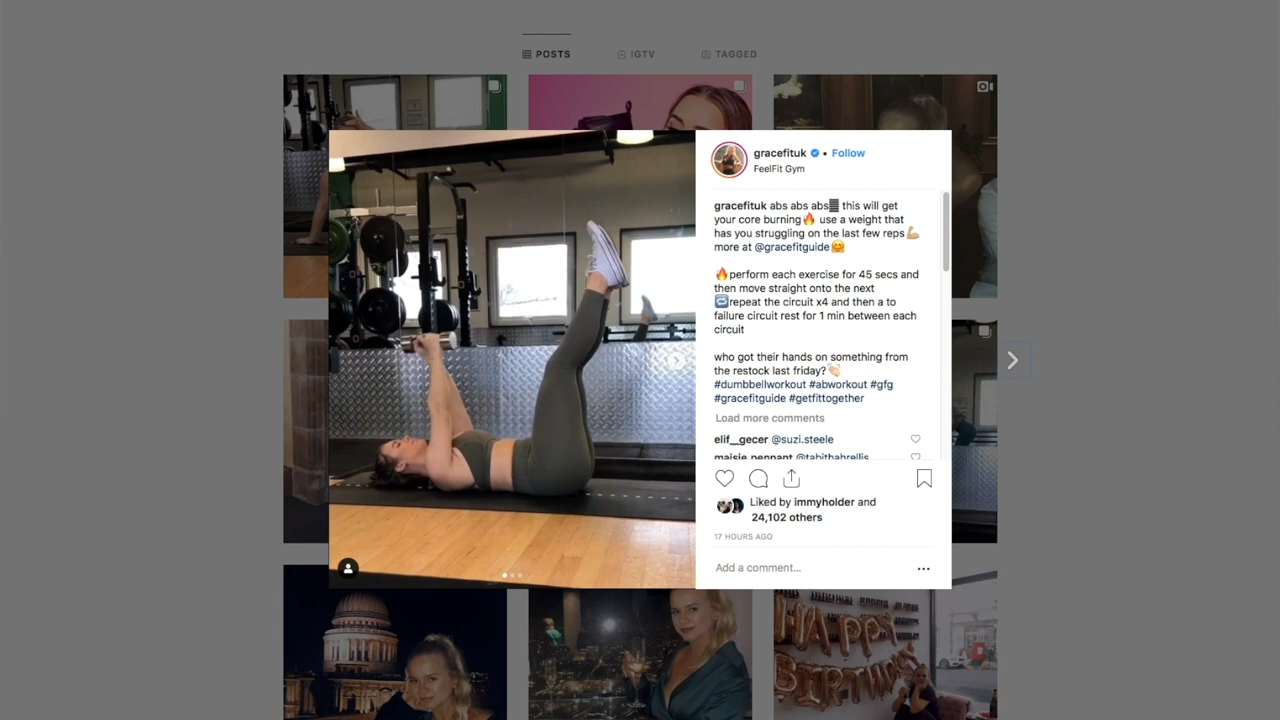 POSTS
IGTV
TAGGED
gracefituk • Follow
FeelFit Gym
gracefituk abs abs abs this will get
your core burning🔥 use a weight that
has you struggling on the last few reps💪🏼
more at @gracefitguide🤗
🔥perform each exercise for 45 secs and
then move straight onto the next
🔁repeat the circuit x4 and then a to
failure circuit rest for 1 min between each
circuit
who got their hands on something from
the restock last friday?👏🏻
#dumbbellworkout #abworkout #gfg
#gracefitguide #getfittogether
Load more comments
elif__gecer @suzi.steele
maisie.pennant @tabithahrellis
Liked by immyholder and
24,102 others
17 HOURS AGO
Add a comment...
HAPPY
BIRTHDAY